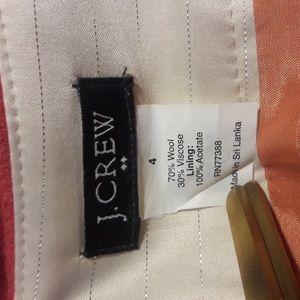 J.CREW
4
70% Wool
30% Viscose
Lining:
100% Acetate
RN77388
Made in Sri Lanka